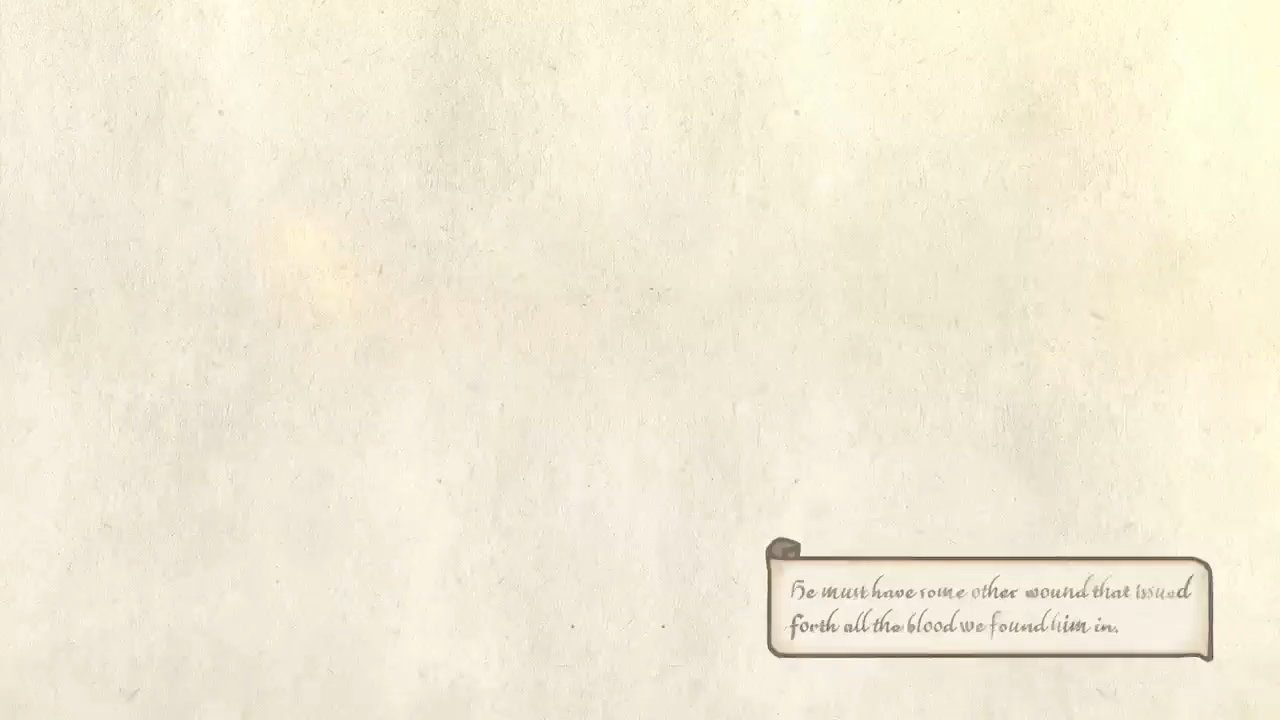 He must have some other wound that issued
forth all the blood we found him in.